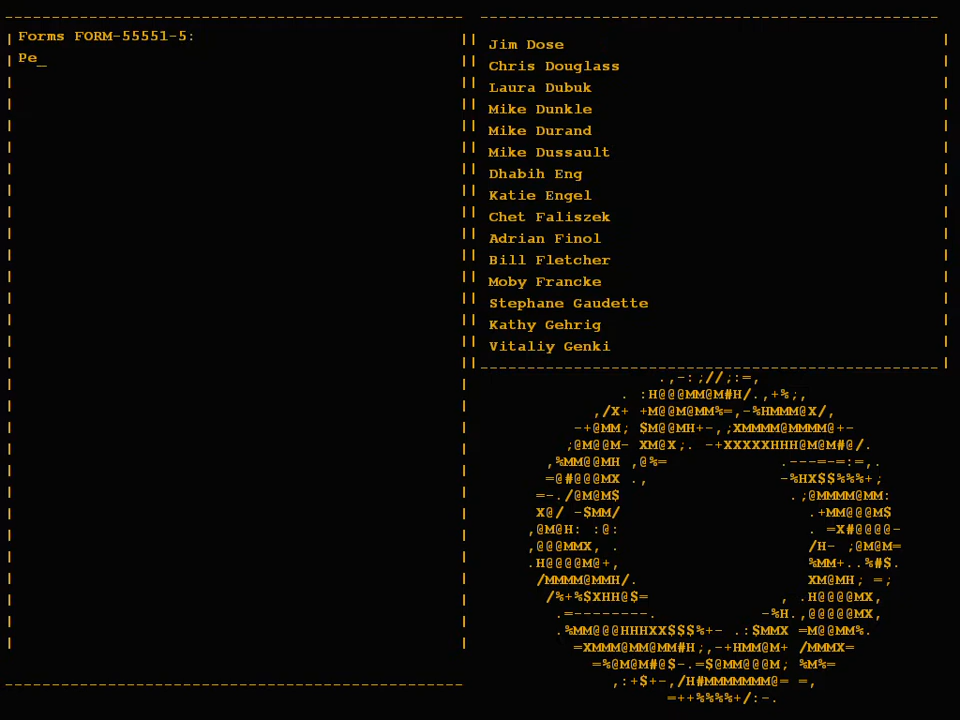 Forms FORM-55551-5:
Pe_
Jim Dose
Chris Douglass
Laura Dubuk
Mike Dunkle
Mike Durand
Mike Dussault
Dhabih Eng
Katie Engel
Chet Faliszek
Adrian Finol
Bill Fletcher
Moby Francke
Stephane Gaudette
Kathy Gehrig
Vitaliy Genki